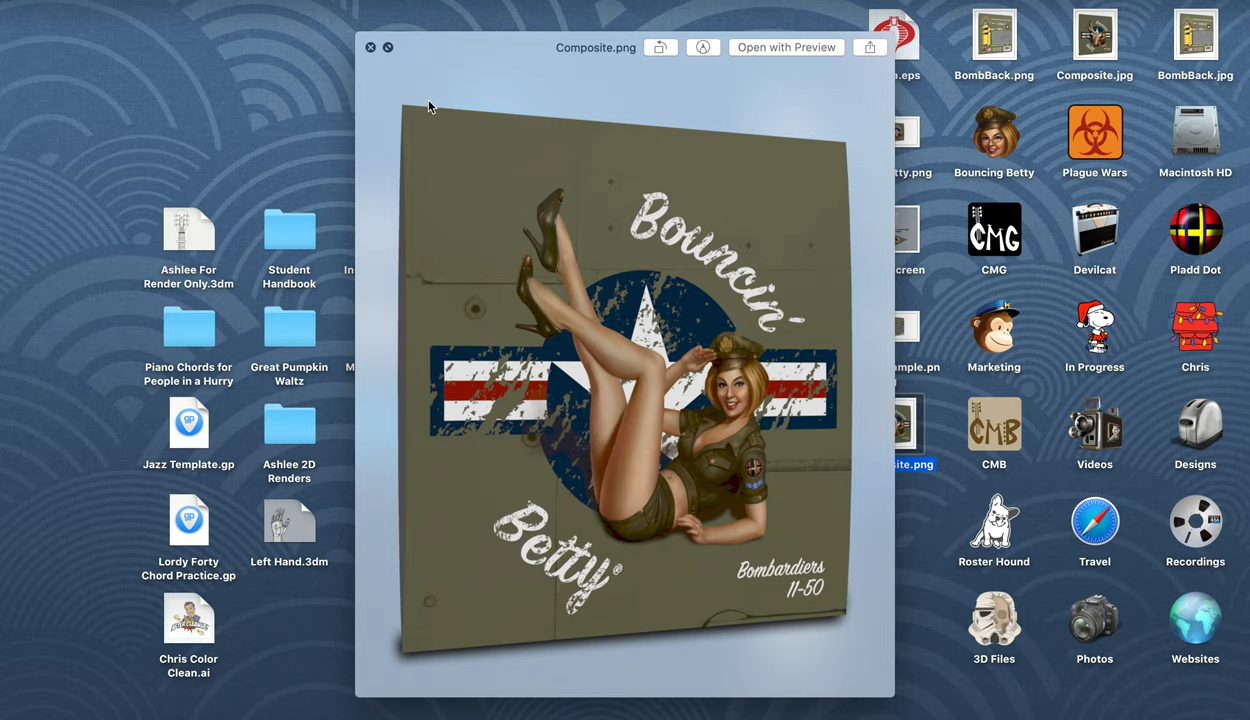 Composite.png
Open with Preview
Bouncin'
Betty®
Bombardiers
11-50
a.eps
BombBack.png
Composite.jpg
BombBack.jpg
tty.png
Bouncing Betty
Plague Wars
Macintosh HD
Ashlee For
Render Only.3dm
Student
Handbook
In
creen
CMG
CMG
Devilcat
Pladd Dot
Piano Chords for
People in a Hurry
Great Pumpkin
Waltz
M
mple.pn
Marketing
In Progress
Chris
gp
Jazz Template.gp
Ashlee 2D
Renders
site.png
CMB
CMB
Videos
Designs
gp
Lordy Forty
Chord Practice.gp
Left Hand.3dm
Roster Hound
Travel
Recordings
Chris Color
Clean.ai
3D Files
Photos
Websites